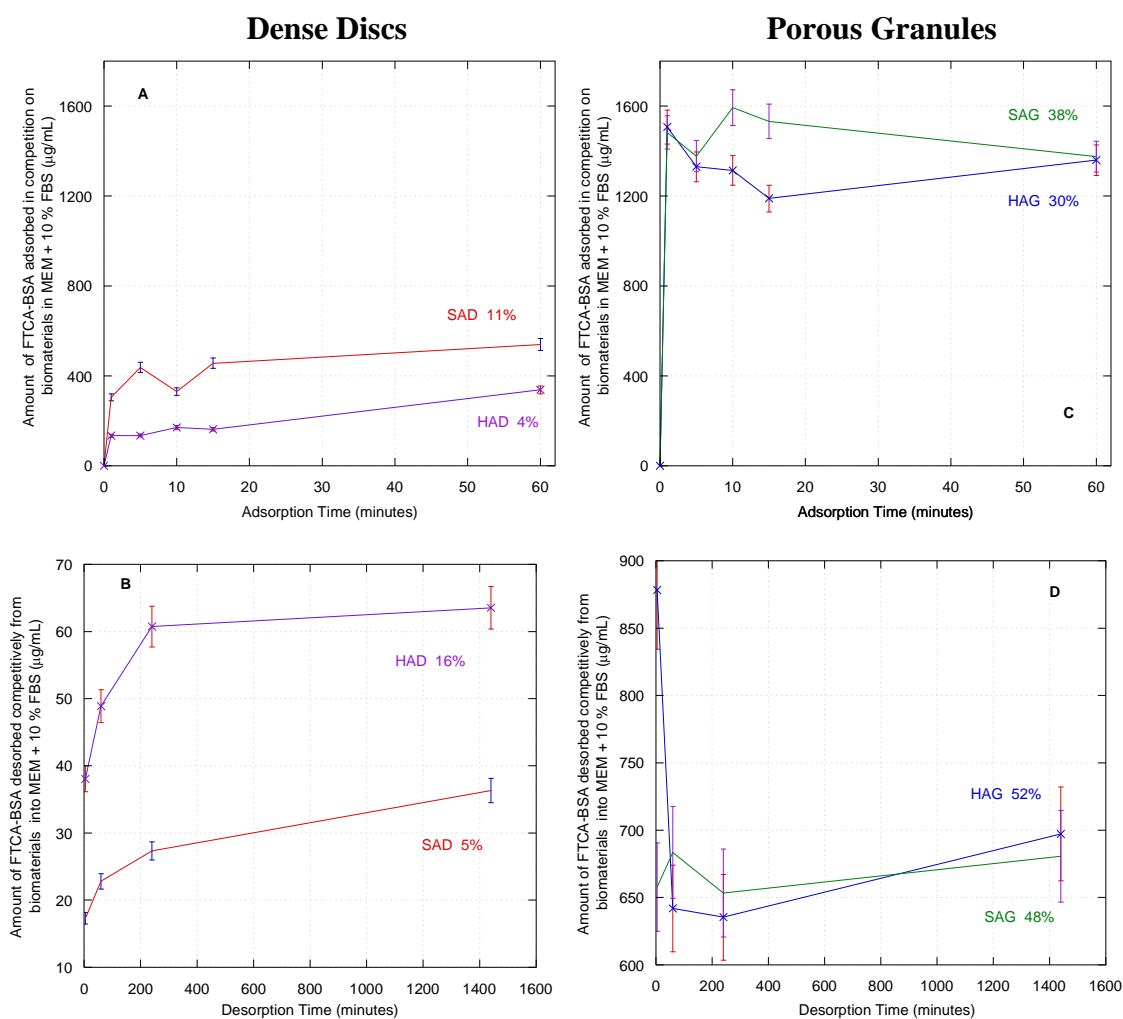 Dense Discs
Porous Granules
Amount of FTCA-BSA adsorbed in competition on
biomaterials in MEM + 10 % FBS (µg/mL)
A
1600
1200
800
400
0
SAD 11%
HAD 4%
0 10 20 30 40 50 60
Adsorption Time (minutes)
Amount of FTCA-BSA adsorbed in competition on
biomaterials in MEM + 10 % FBS (µg/mL)
1600
1200
800
400
0
SAG 38%
HAG 30%
C
0 10 20 30 40 50 60
Adsorption Time (minutes)
Amount of FTCA-BSA desorbed competitively from
biomaterials into MEM + 10 % FBS (µg/mL)
B
70
60
50
40
30
20
10
HAD 16%
SAD 5%
0 200 400 600 800 1000 1200 1400 1600
Desorption Time (minutes)
Amount of FTCA-BSA desorbed competitively from
biomaterials into MEM + 10 % FBS (µg/mL)
D
900
850
800
750
700
650
600
HAG 52%
SAG 48%
0 200 400 600 800 1000 1200 1400 1600
Desorption Time (minutes)